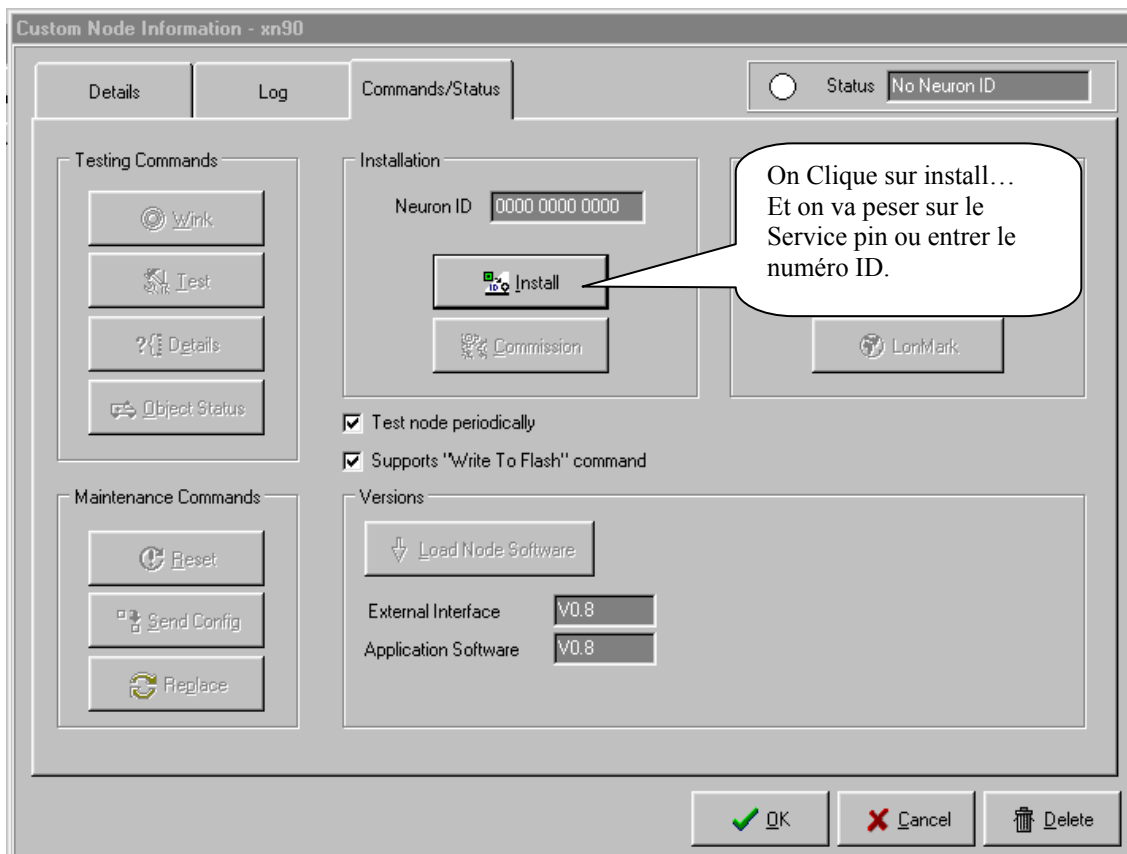 Custom Node Information - xn90
Details
Log
Commands/Status
Status
No Neuron ID
Testing Commands
Wink
Test
Details
Object Status
Installation
Neuron ID
0000 0000 0000
Install
Commission
On Clique sur install…
Et on va peser sur le
Service pin ou entrer le
numéro ID.
LonMark
Test node periodically
Supports "Write To Flash" command
Maintenance Commands
Reset
Send Config
Replace
Versions
Load Node Software
External Interface
V0.8
Application Software
V0.8
OK
Cancel
Delete